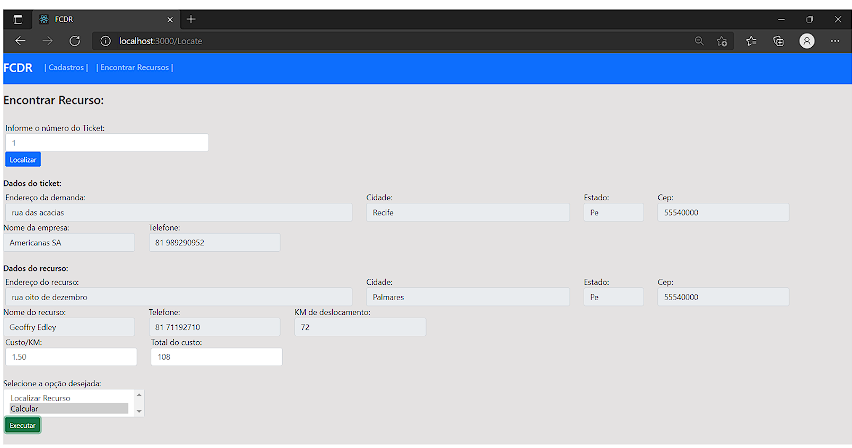 FCDR
localhost:3000/Locate
FCDR | Cadastros | | Encontrar Recursos |
Encontrar Recurso:
Informe o número do Ticket:
1
Localizar
Dados do ticket:
Endereço da demanda: Cidade: Estado: Cep:
rua das acacias Recife Pe 55540000
Nome da empresa: Telefone:
Americanas SA 81 989290952
Dados do recurso:
Endereço do recurso: Cidade: Estado: Cep:
rua oito de dezembro Palmares Pe 55540000
Nome do recurso: Telefone: KM de deslocamento:
Geoffry Edley 81 71192710 72
Custo/KM: Total do custo:
1.50 108
Selecione a opção desejada:
Localizar Recurso
Calcular
Executar